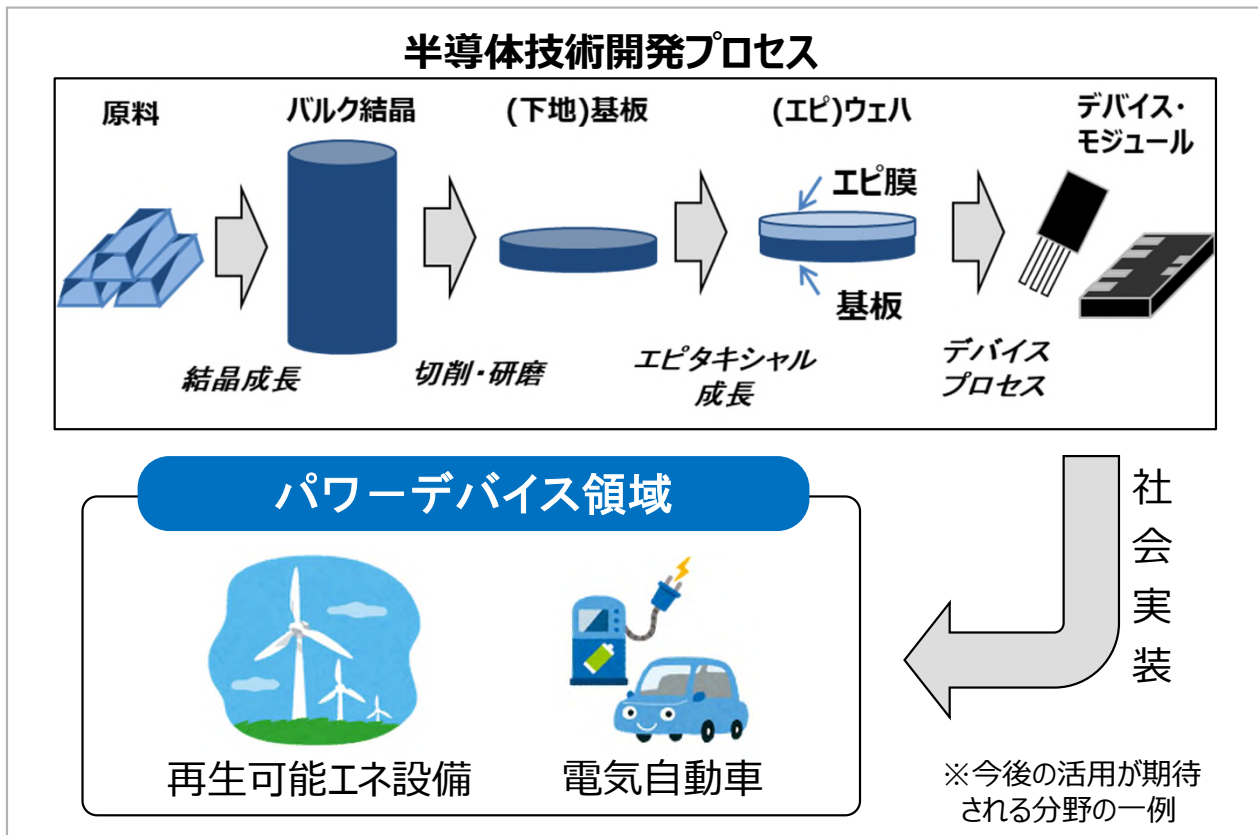 半導体技術開発プロセス
原料
バルク結晶
(下地)基板
(エピ)ウェハ
デバイス・
モジュール
エピ膜
基板
結晶成長
切削・研磨
エピタキシャル
成長
デバイス
プロセス
パワーデバイス領域
再生可能エネ設備
電気自動車
社会実装
※今後の活用が期待
される分野の一例